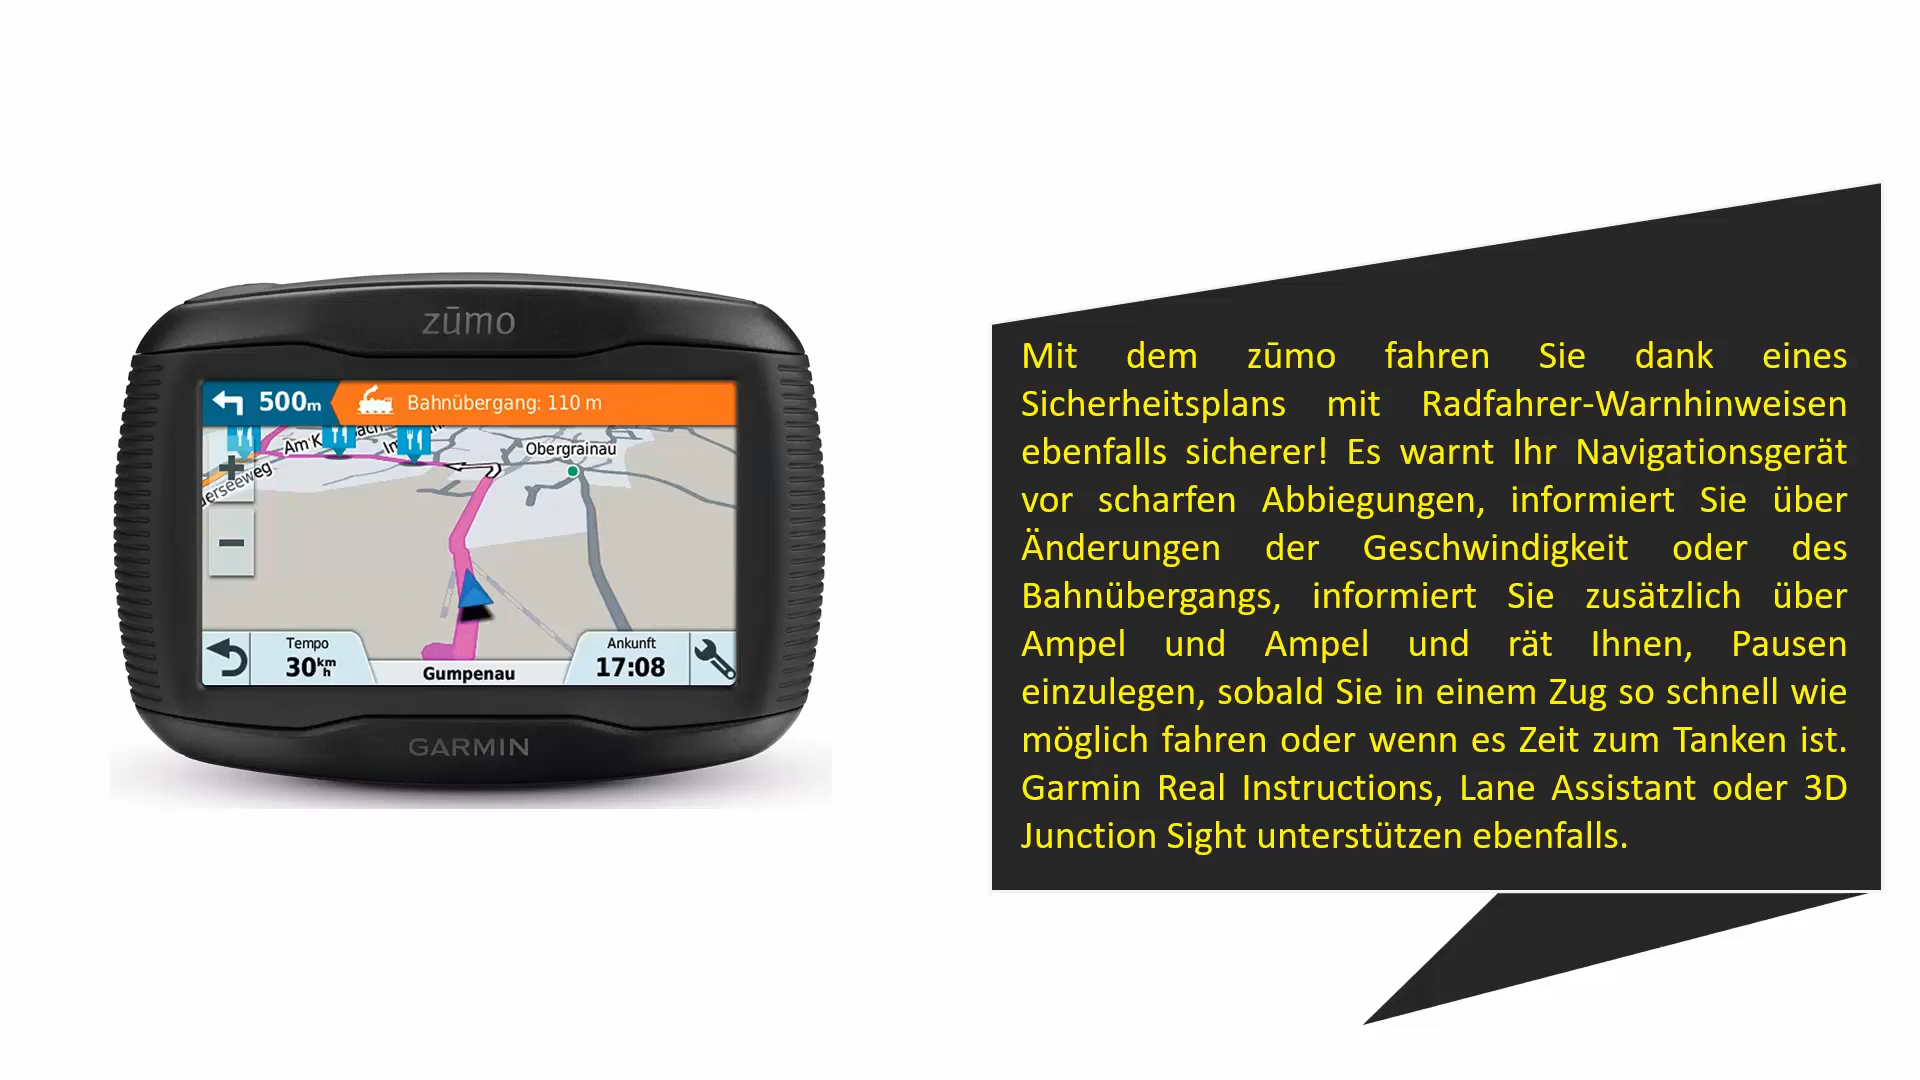 zūmo
500m
Bahnübergang: 110 m
Am K
Obergrainau
Tempo
30 km/h
Gumpenau
Ankunft
17:08
GARMIN
Mit dem zūmo fahren Sie dank eines
Sicherheitsplans mit Radfahrer-Warnhinweisen
ebenfalls sicherer! Es warnt Ihr Navigationsgerät
vor scharfen Abbiegungen, informiert Sie über
Änderungen der Geschwindigkeit oder des
Bahnübergangs, informiert Sie zusätzlich über
Ampel und Ampel und rät Ihnen, Pausen
einzulegen, sobald Sie in einem Zug so schnell wie
möglich fahren oder wenn es Zeit zum Tanken ist.
Garmin Real Instructions, Lane Assistant oder 3D
Junction Sight unterstützen ebenfalls.